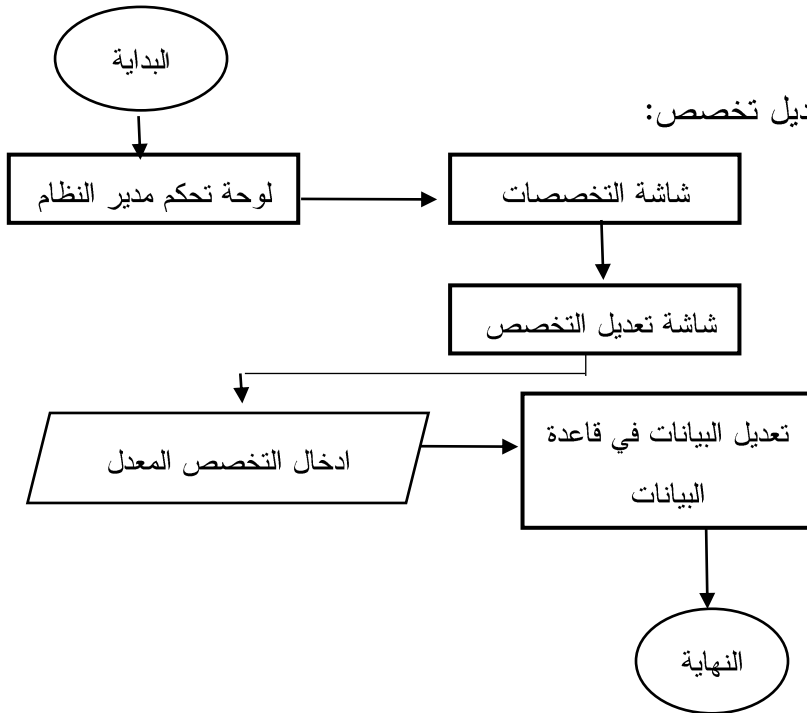 البداية
تخصص:
لوحة تحكم مدير النظام
شاشة التخصصات
شاشة تعديل التخصص
ادخال التخصص المعدل
تعديل البيانات في قاعدة
البيانات
النهاية